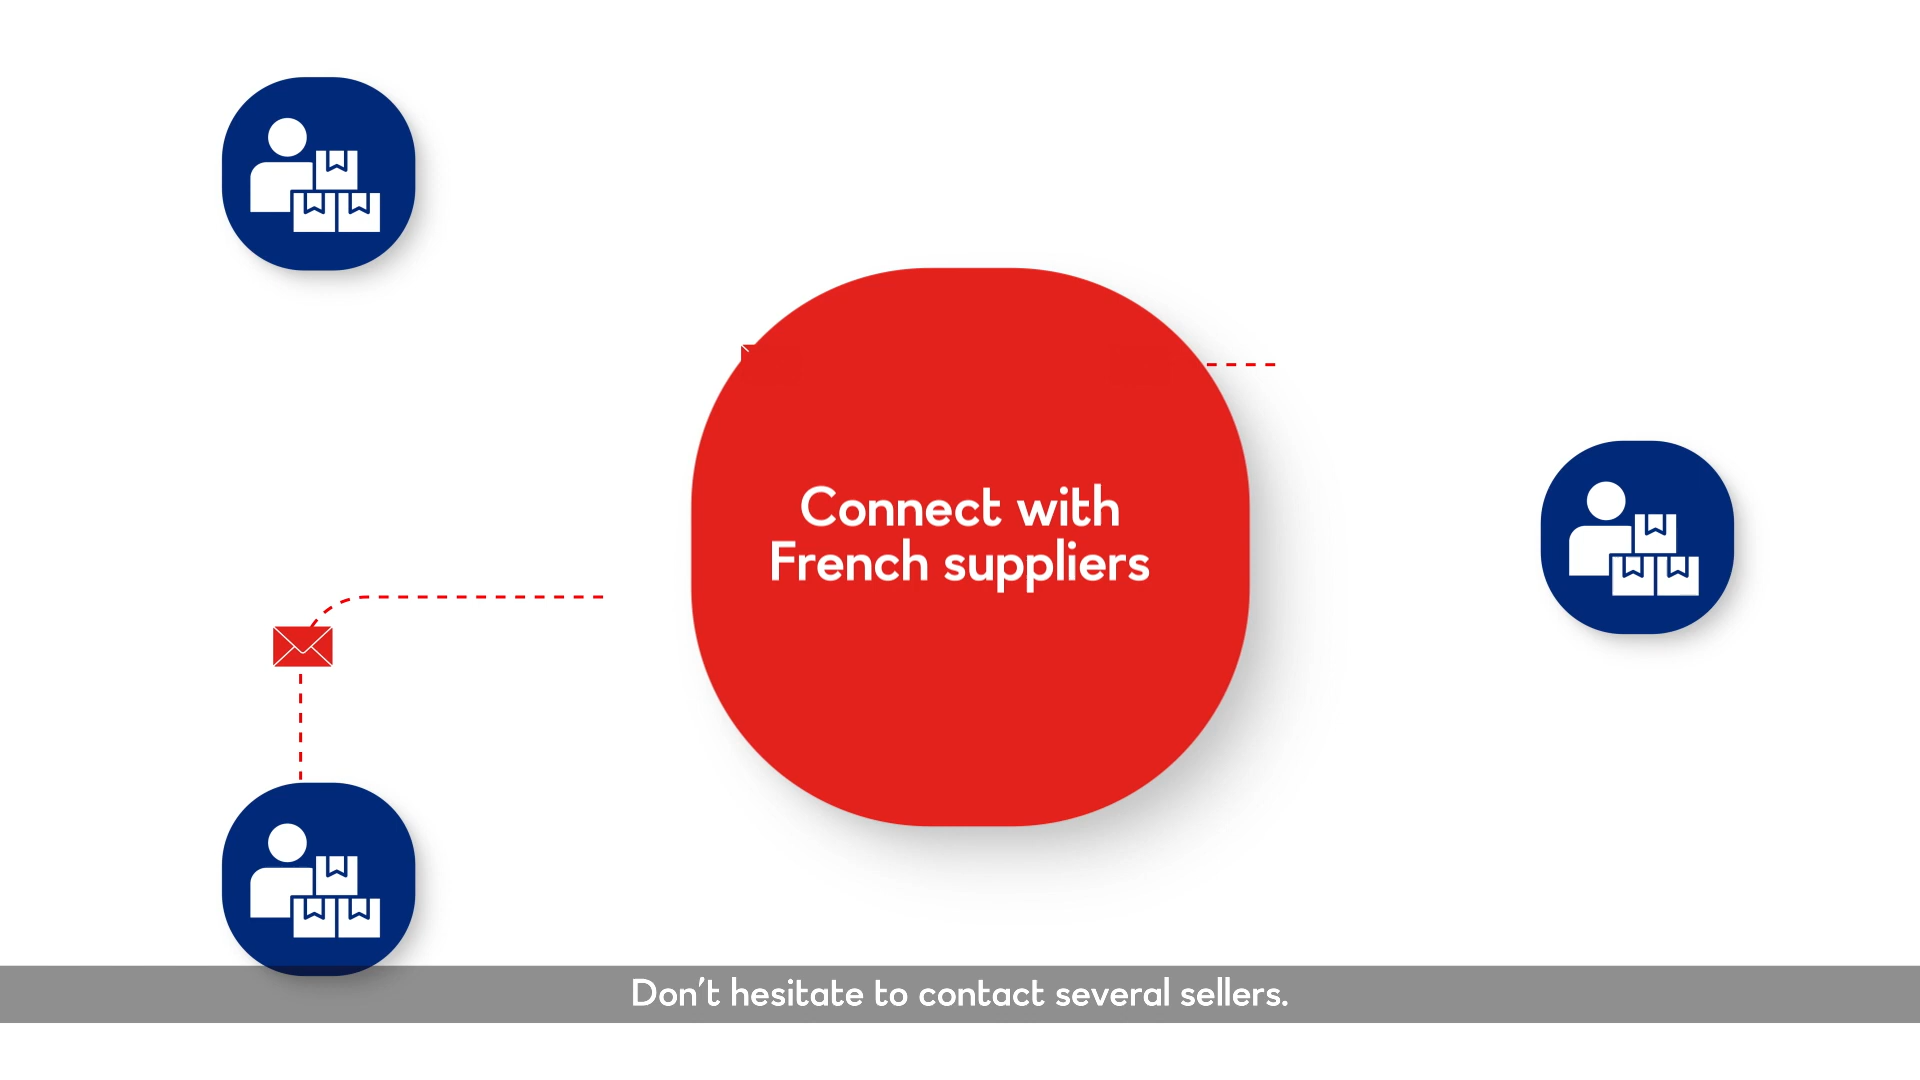 Connect with
French suppliers
Don't hesitate to contact several sellers.